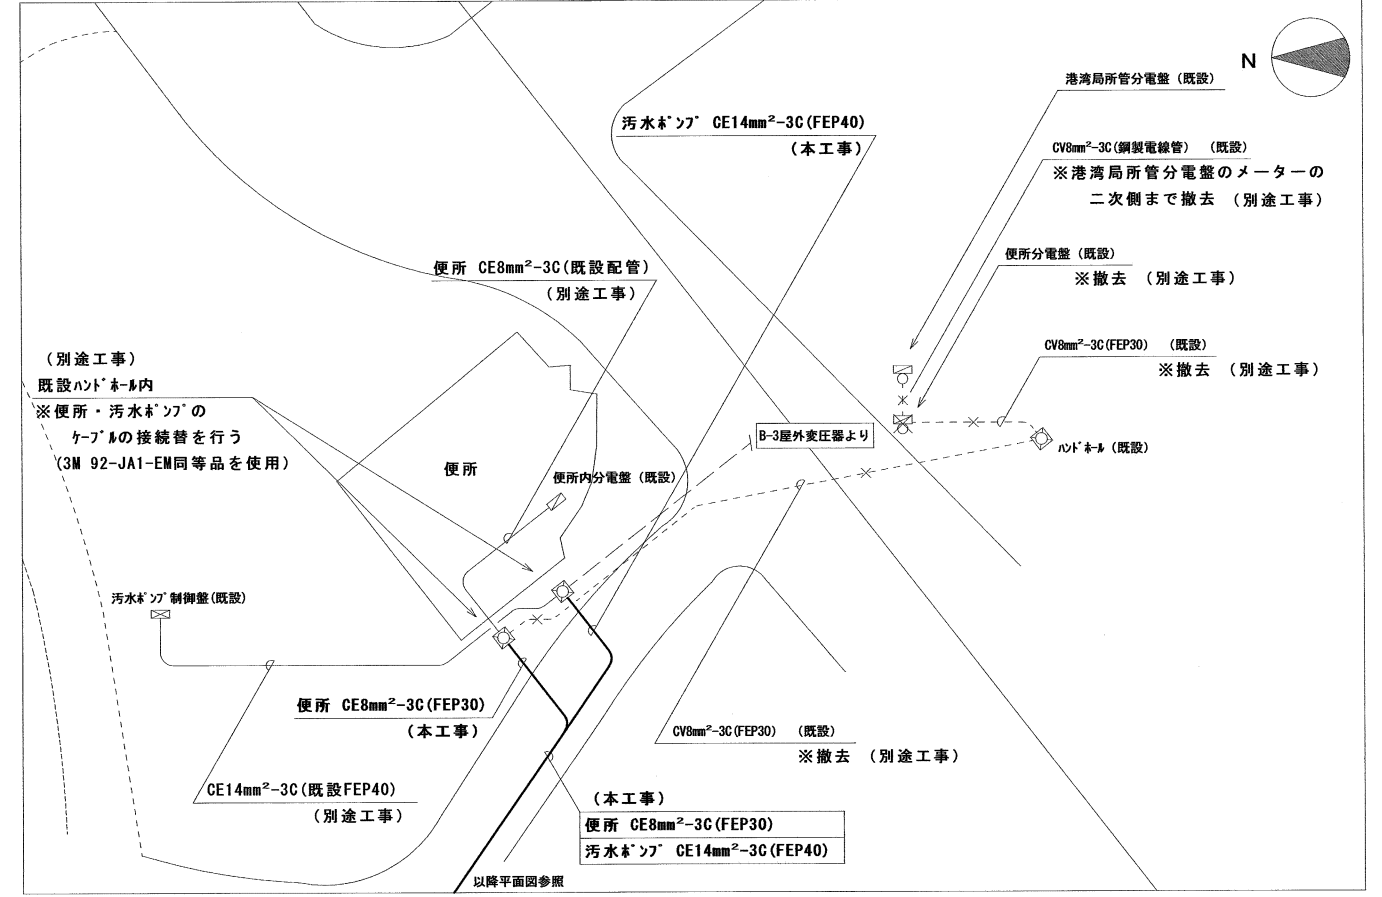 N
港湾局所管分電盤（既設）
汚水ﾎﾟﾝﾌﾟ CE14mm²-3C(FEP40)
（本工事）
CV8mm²-3C(鋼製電線管) （既設）
※港湾局所管分電盤のメーターの
二次側まで撤去 （別途工事）
便所分電盤（既設）
※撤去 （別途工事）
便所 CE8mm²-3C(既設配管)
（別途工事）
CV8mm²-3C(FEP30) （既設）
※撤去 （別途工事）
（別途工事）
既設ﾊﾝﾄﾞﾎｰﾙ内
※便所・汚水ﾎﾟﾝﾌﾟの
ｹｰﾌﾞﾙの接続替を行う
(3M 92-JA1-EM同等品を使用)
B-3屋外変圧器より
ﾊﾝﾄﾞﾎｰﾙ（既設）
便所
便所内分電盤（既設）
汚水ﾎﾟﾝﾌﾟ制御盤(既設)
便所 CE8mm²-3C(FEP30)
（本工事）
CV8mm²-3C(FEP30) （既設）
※撤去 （別途工事）
CE14mm²-3C(既設FEP40)
（別途工事）
（本工事）
便所 CE8mm²-3C(FEP30)
汚水ﾎﾟﾝﾌﾟ CE14mm²-3C(FEP40)
以降平面図参照